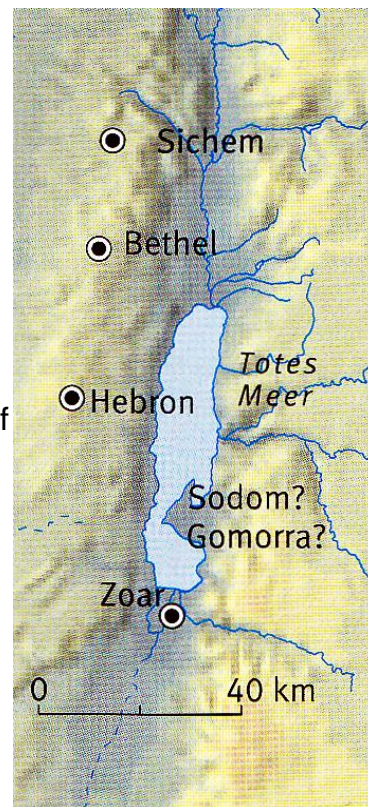 Sichem
Bethel
Totes
Meer
Hebron
f
Sodom?
Gomorra?
Zoar
0 40 km